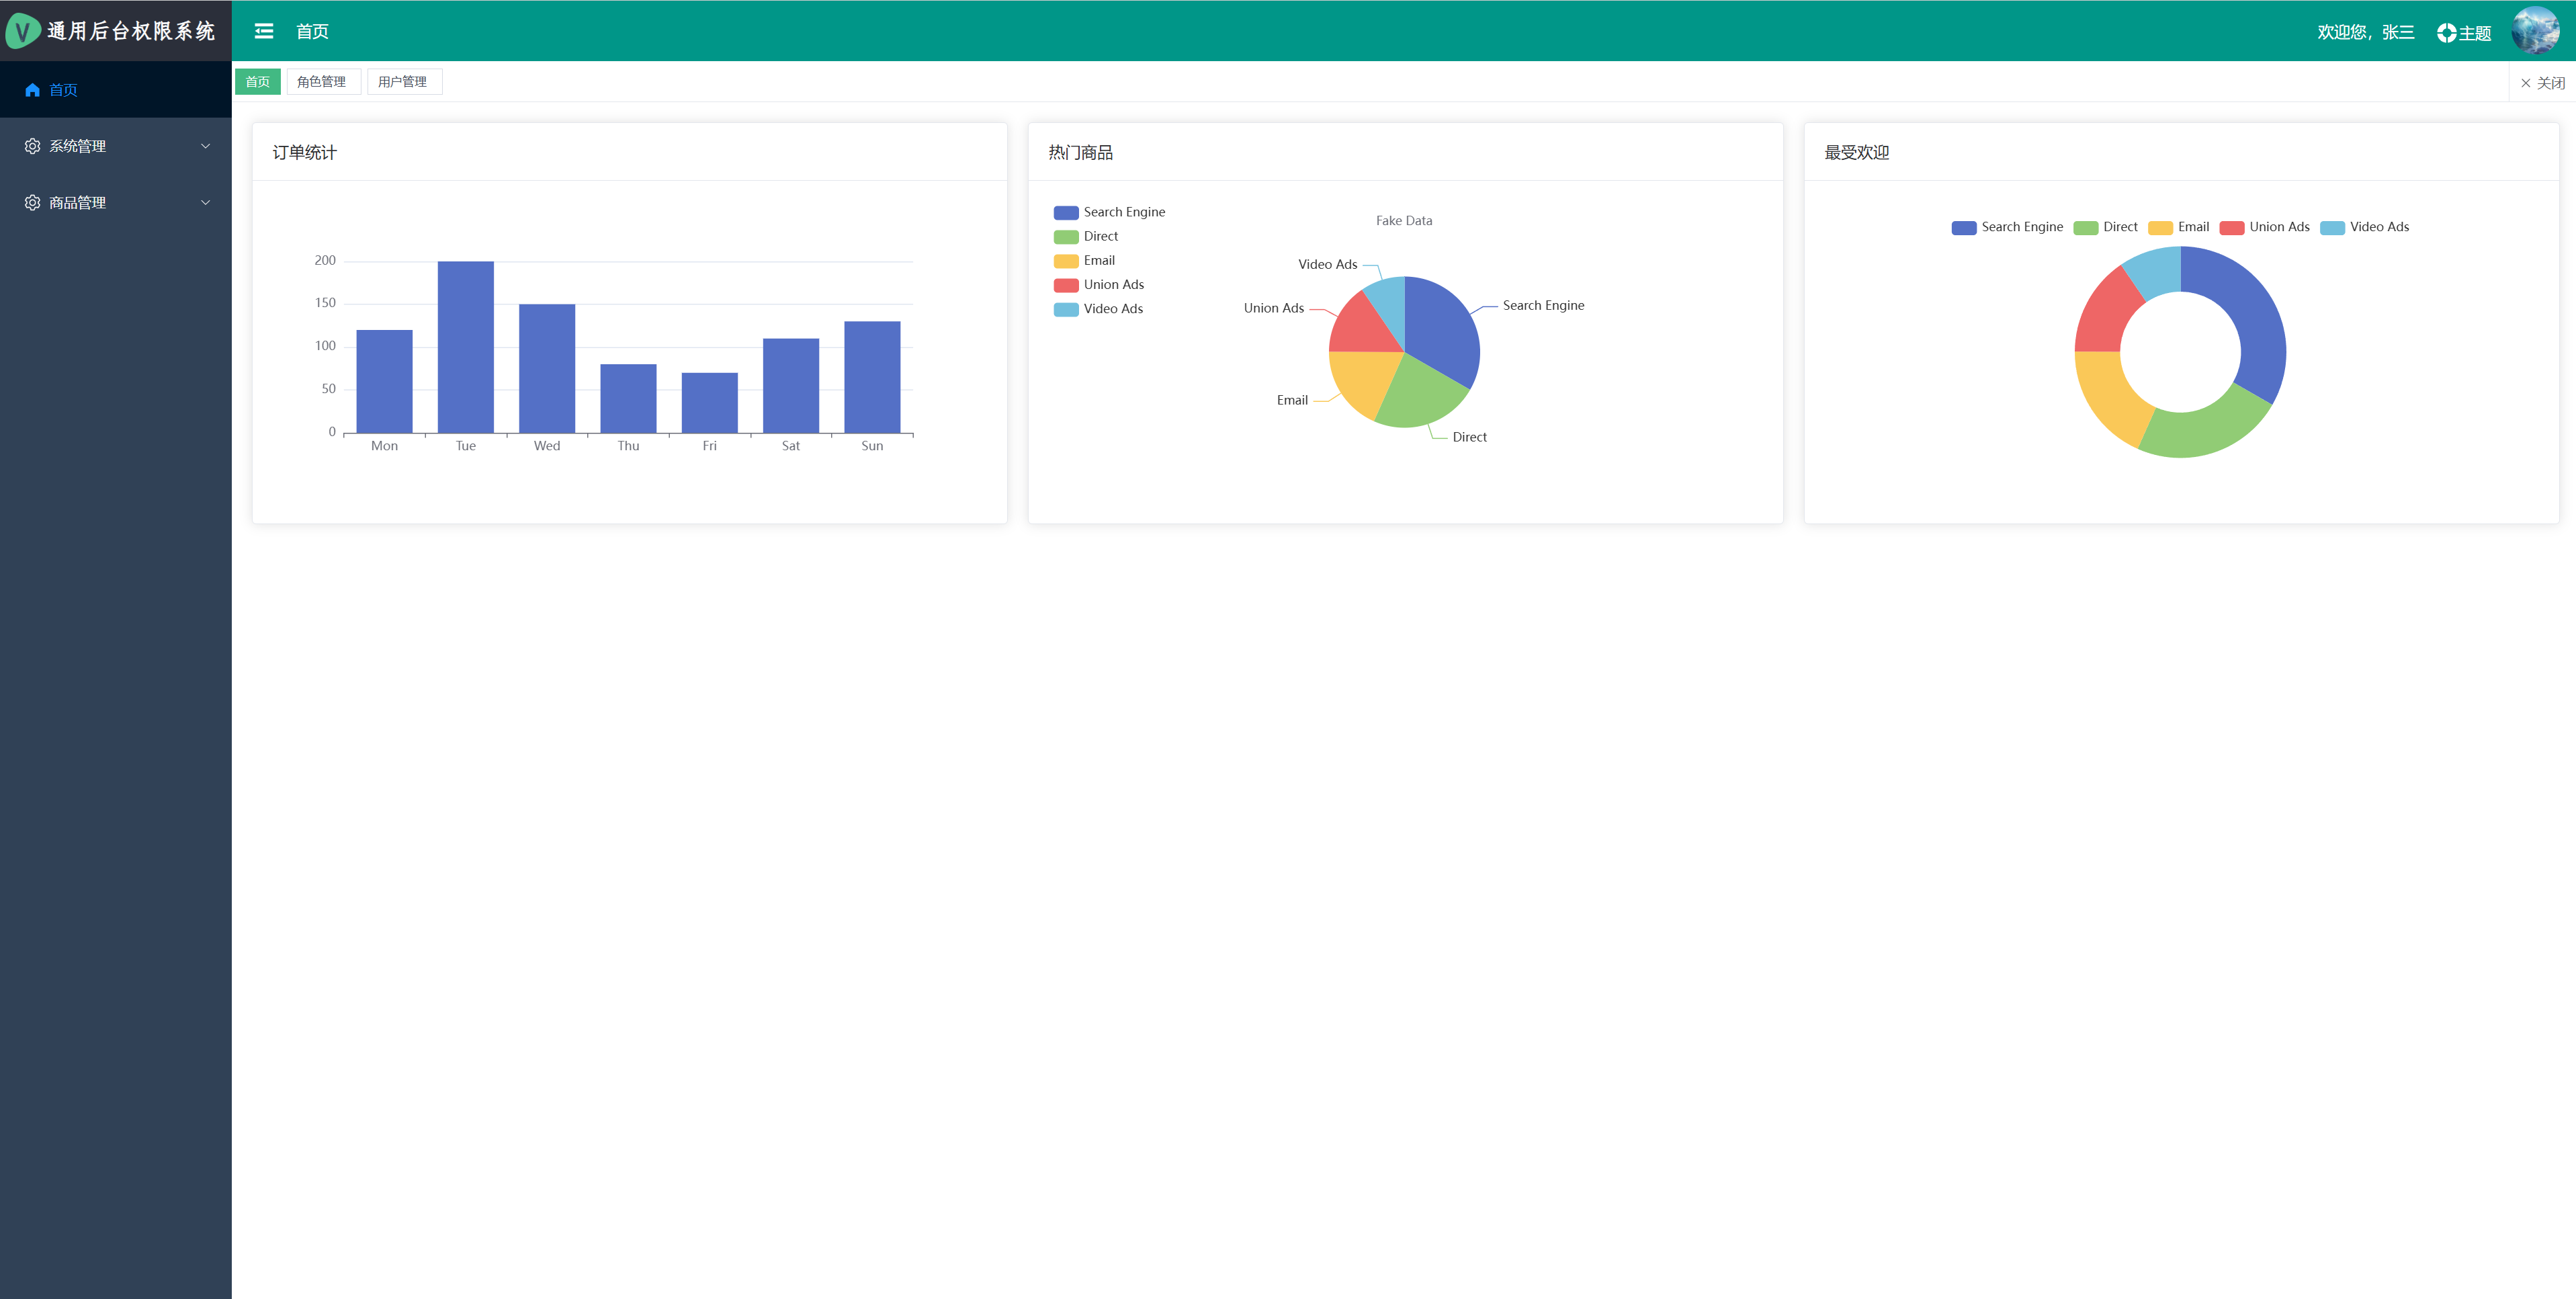 通用后台权限系统
首页
欢迎您，张三
主题
首页
系统管理
商品管理
首页 角色管理 用户管理
关闭
订单统计
200
150
100
50
0
Mon Tue Wed Thu Fri Sat Sun
热门商品
Search Engine
Direct
Email
Union Ads
Video Ads
Fake Data
Video Ads
Union Ads
Search Engine
Email
Direct
最受欢迎
Search Engine Direct Email Union Ads Video Ads